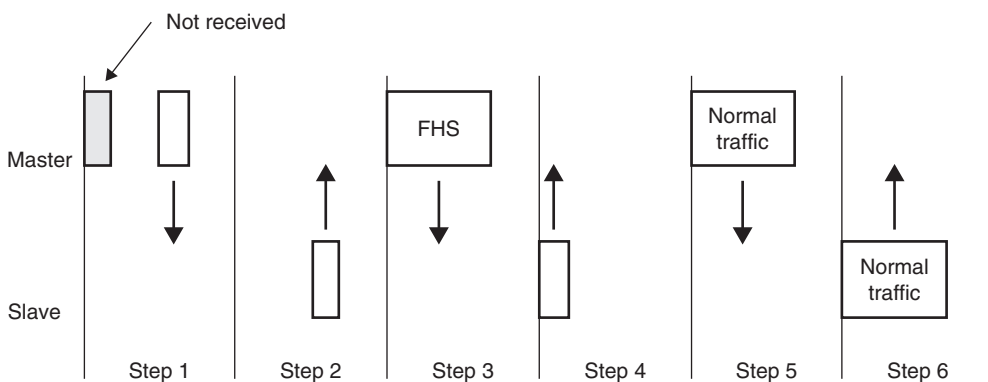 Not received
FHS
Normal
traffic
Master
Normal
traffic
Slave
Step 1
Step 2
Step 3
Step 4
Step 5
Step 6